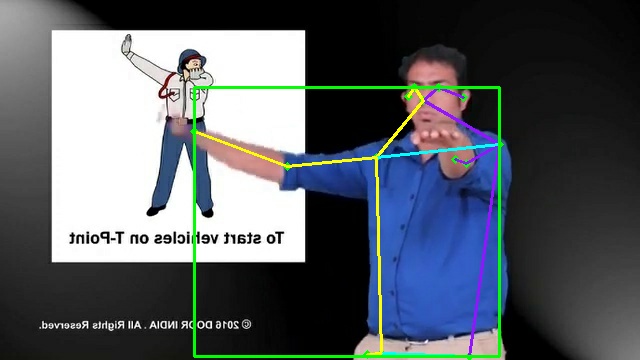 To start vehicles on T-Point
© 2016 DOOR INDIA . All Rights Reserved.